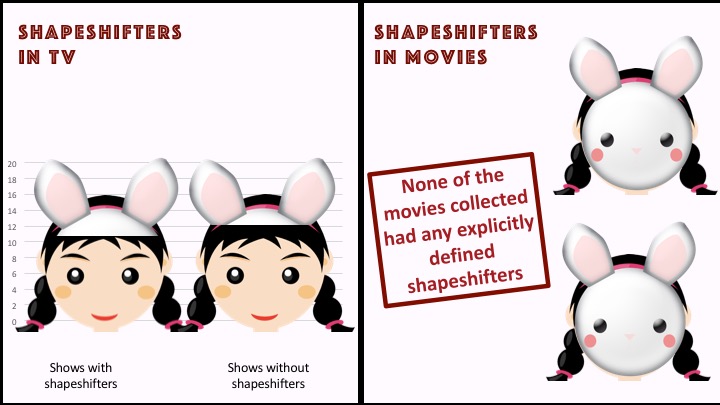 SHAPESHIFTERS
IN TV
20
18
16
14
12
10
8
6
4
2
0
Shows with
shapeshifters
Shows without
shapeshifters
SHAPESHIFTERS
IN MOVIES
None of the
movies collected
had any explicitly
defined
shapeshifters